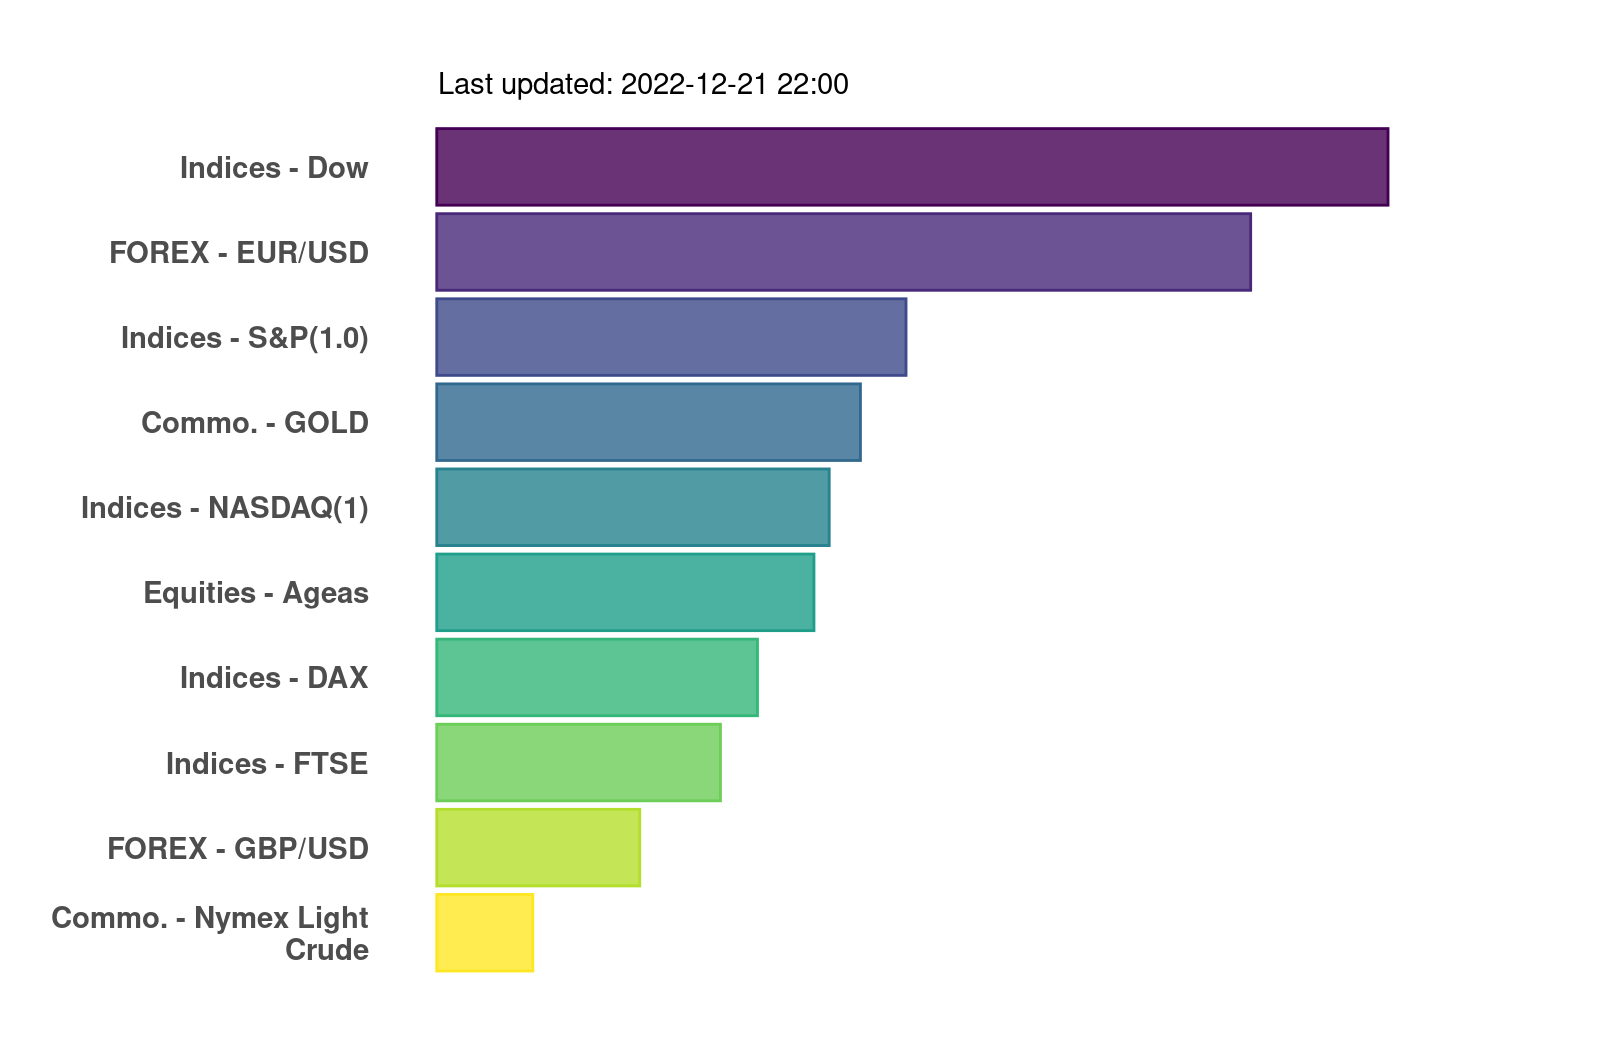 Last updated: 2022-12-21 22:00
Indices - Dow
FOREX - EUR/USD
Indices - S&P(1.0)
Commo. - GOLD
Indices - NASDAQ(1)
Equities - Ageas
Indices - DAX
Indices - FTSE
FOREX - GBP/USD
Commo. - Nymex Light
Crude